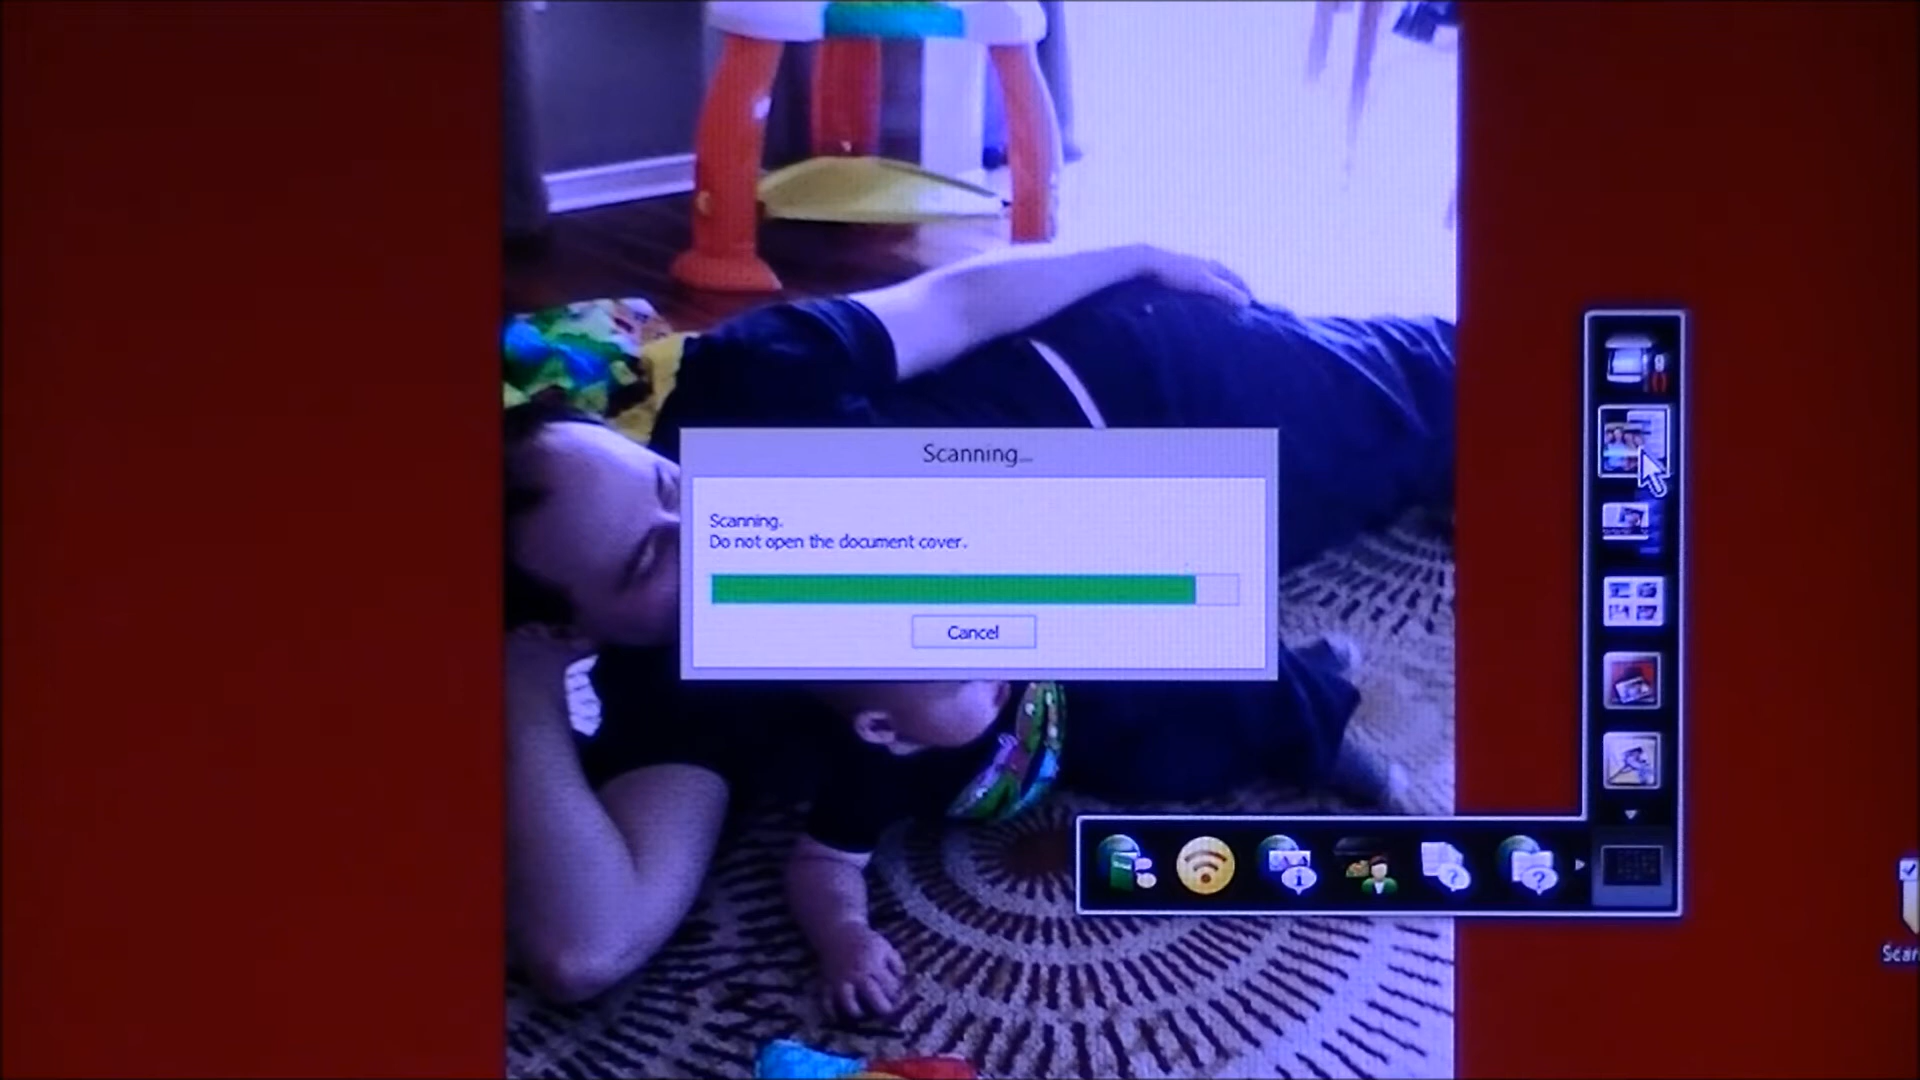 Scanning...
Scanning.
Do not open the document cover.
Cancel